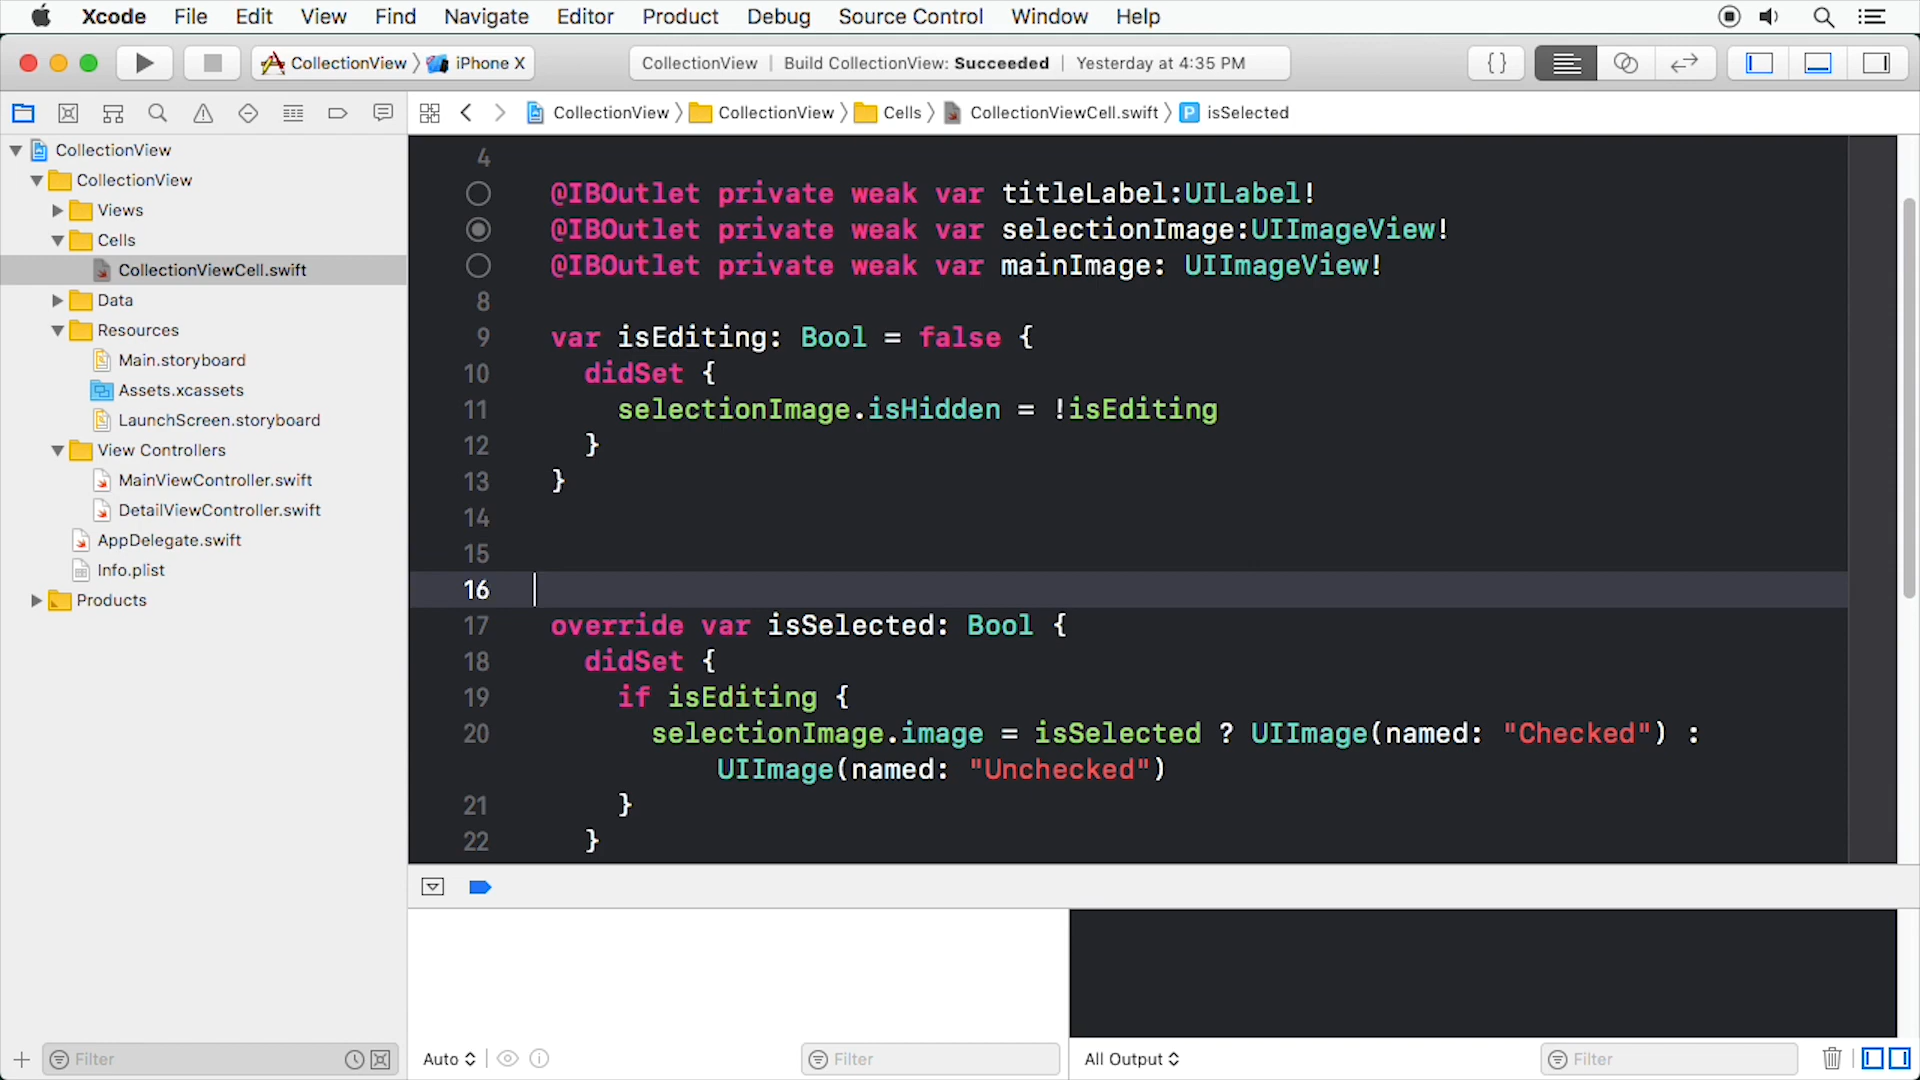 Xcode File Edit View Find Navigate Editor Product Debug Source Control Window Help
CollectionView iPhone X
CollectionView | Build CollectionView: Succeeded | Yesterday at 4:35 PM
{ }
CollectionView CollectionView Cells CollectionViewCell.swift P isSelected
CollectionView
CollectionView
Views
Cells
CollectionViewCell.swift
Data
Resources
Main.storyboard
Assets.xcassets
LaunchScreen.storyboard
View Controllers
MainViewController.swift
DetailViewController.swift
AppDelegate.swift
Info.plist
Products
4
@IBOutlet private weak var titleLabel:UILabel!
@IBOutlet private weak var selectionImage:UIImageView!
@IBOutlet private weak var mainImage: UIImageView!
8
9 var isEditing: Bool = false {
10 didSet {
11 selectionImage.isHidden = !isEditing
12 }
13 }
14
15
16
17 override var isSelected: Bool {
18 didSet {
19 if isEditing {
20 selectionImage.image = isSelected ? UIImage(named: "Checked") :
UIImage(named: "Unchecked")
21 }
22 }
Filter
Auto
Filter
All Output
Filter